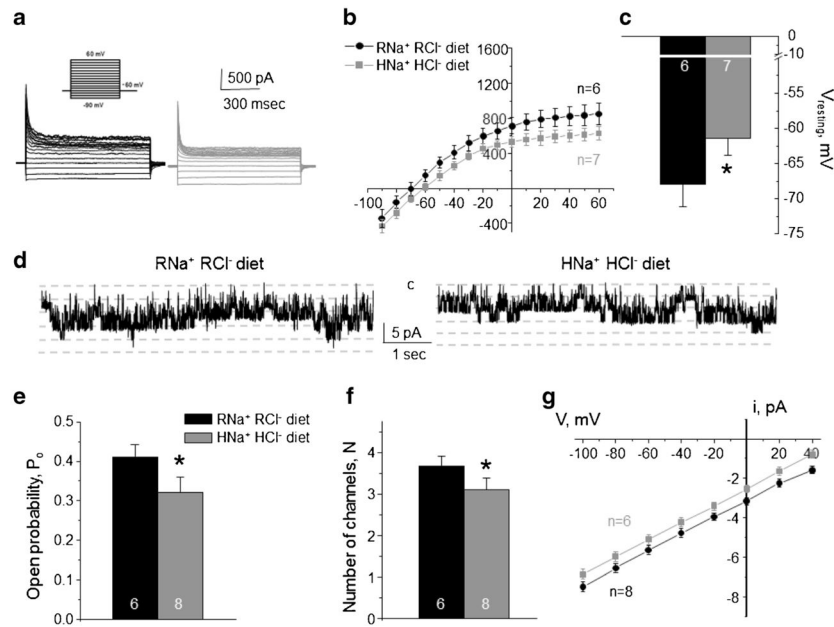 a
60 mV
-60 mV
-90 mV
500 pA
300 msec
b
RNa⁺ RCl⁻ diet
HNa⁺ HCl⁻ diet
1600
1200
800
400
-400
-100 -80 -60 -40 -20 20 40 60
n=6
n=7
c
0
-10
-55
-60
-65
-70
-75
6
7
*
Vresting, mV
d
RNa⁺ RCl⁻ diet
c
HNa⁺ HCl⁻ diet
5 pA
1 sec
e
0.5
0.4
0.3
0.2
0.1
0.0
Open probability, P₀
RNa⁺ RCl⁻ diet
HNa⁺ HCl⁻ diet
*
6
8
f
4
3
2
1
0
Number of channels, N
*
6
8
g
V, mV
i, pA
-100 -80 -60 -40 -20 0 20 40
-2
-4
-6
-8
n=6
n=8